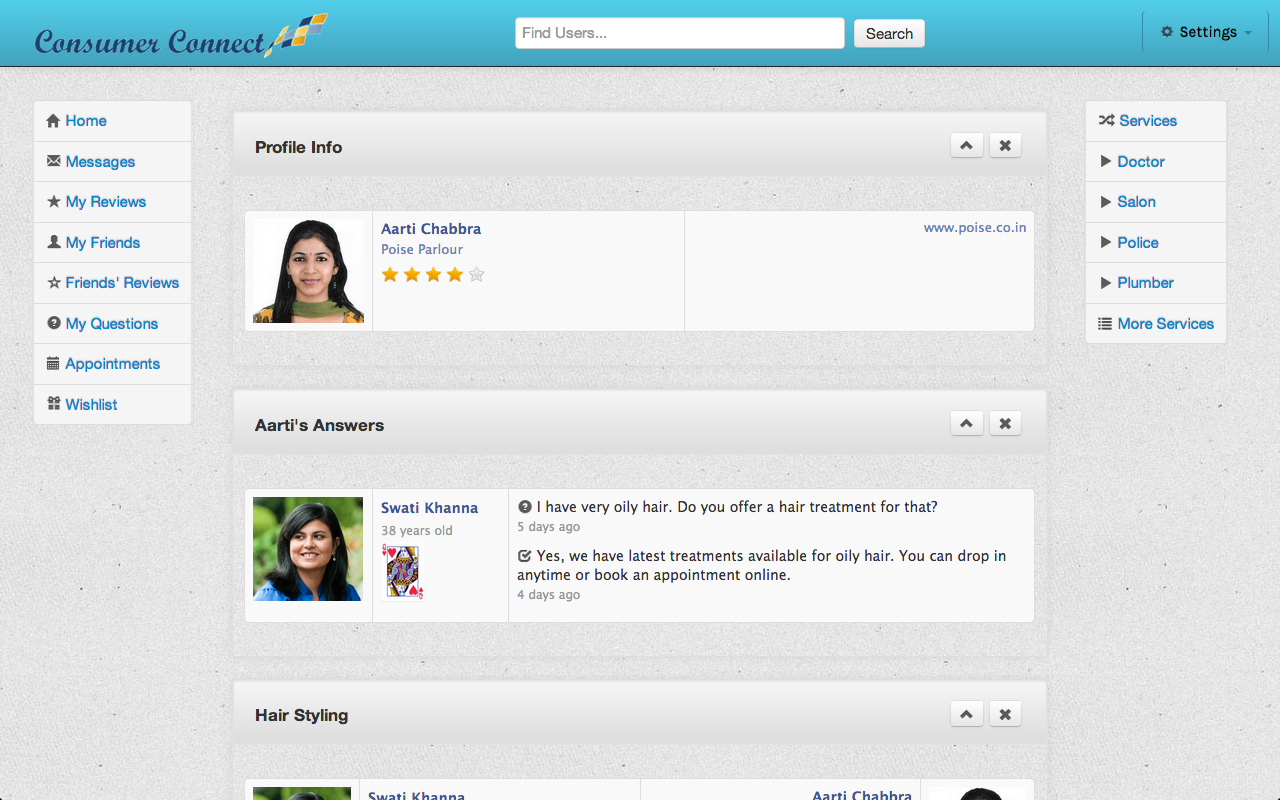 Consumer Connect
Find Users...
Search
Settings
Home
Messages
My Reviews
My Friends
Friends' Reviews
My Questions
Appointments
Wishlist
Profile Info
Aarti Chabbra
Poise Parlour
www.poise.co.in
Aarti's Answers
Swati Khanna
38 years old
I have very oily hair. Do you offer a hair treatment for that?
5 days ago
Yes, we have latest treatments available for oily hair. You can drop in
anytime or book an appointment online.
4 days ago
Hair Styling
Swati Khanna
Aarti Chabbra
Services
Doctor
Salon
Police
Plumber
More Services